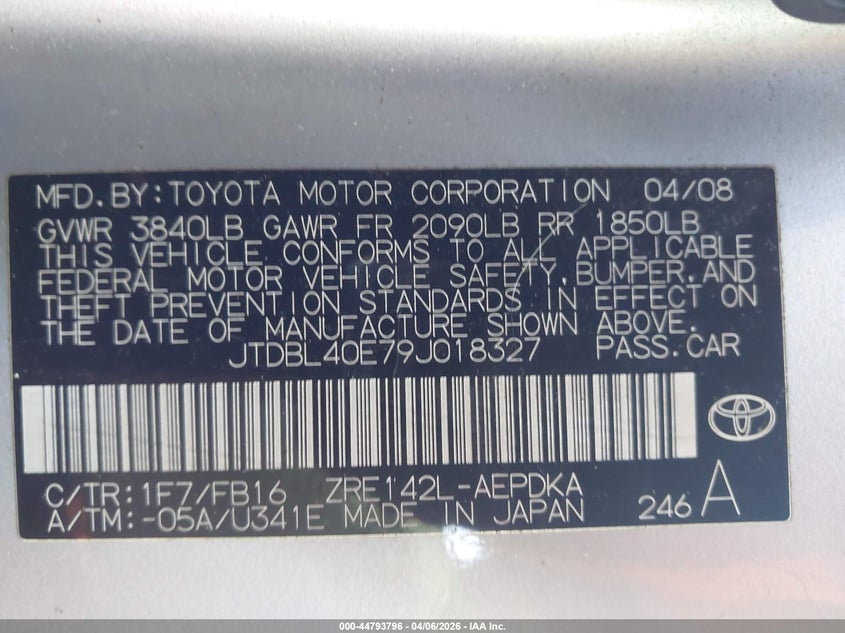 MFD. BY: TOYOTA MOTOR CORPORATION 04/08
GVWR 3840LB GAWR FR 2090LB RR 1850LB
THIS VEHICLE CONFORMS TO ALL APPLICABLE
FEDERAL MOTOR VEHICLE SAFETY, BUMPER, AND
THEFT PREVENTION STANDARDS IN EFFECT ON
THE DATE OF MANUFACTURE SHOWN ABOVE.
JTDBL40E79J018327 PASS. CAR
C/TR: 1F7/FB16 ZRE142L-AEPDKA
A/TM: -05A/U341E MADE IN JAPAN 246 A
000-44793796 - 04/06/2026 - IAA Inc.